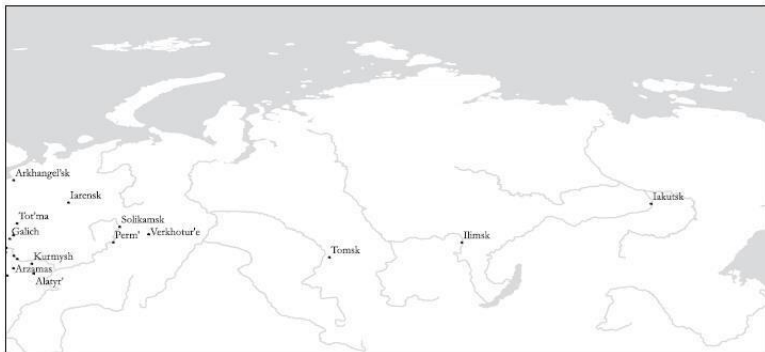 Arkhangel'sk
Iarensk
Iakutsk
Tot'ma
Solikamsk
Galich
Perm'
Verkhotur'e
Ilimsk
Tomsk
Kurmysh
Arzamas
Alatyr'